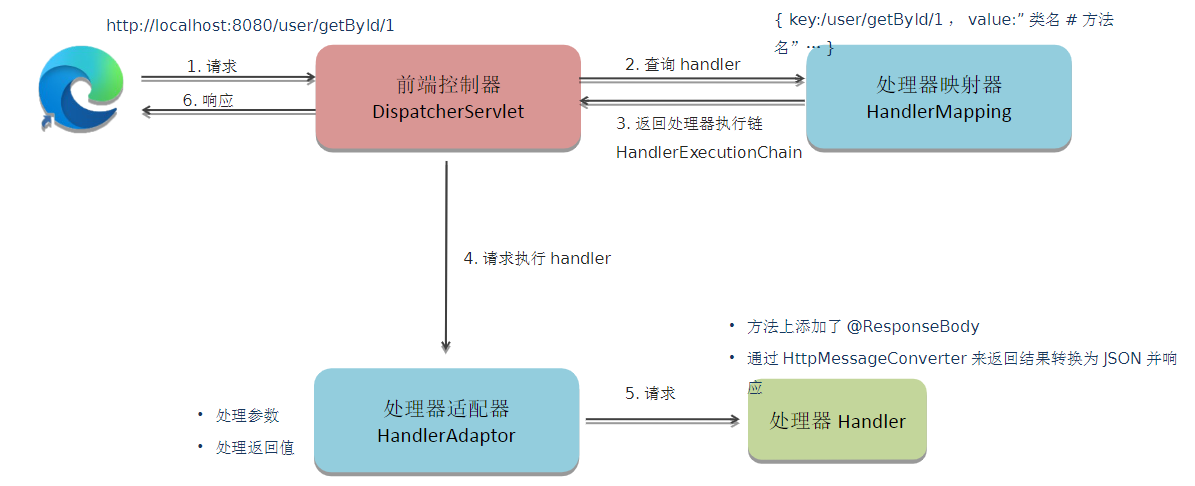 http://localhost:8080/user/getById/1
{ key:/user/getById/1 , value:” 类名 # 方法
名” … }
1. 请求
6. 响应
前端控制器
DispatcherServlet
2. 查询 handler
3. 返回处理器执行链
HandlerExecutionChain
处理器映射器
HandlerMapping
4. 请求执行 handler
• 方法上添加了 @ResponseBody
• 通过 HttpMessageConverter 来返回结果转换为 JSON 并响
应
• 处理参数
• 处理返回值
处理器适配器
HandlerAdaptor
5. 请求
处理器 Handler